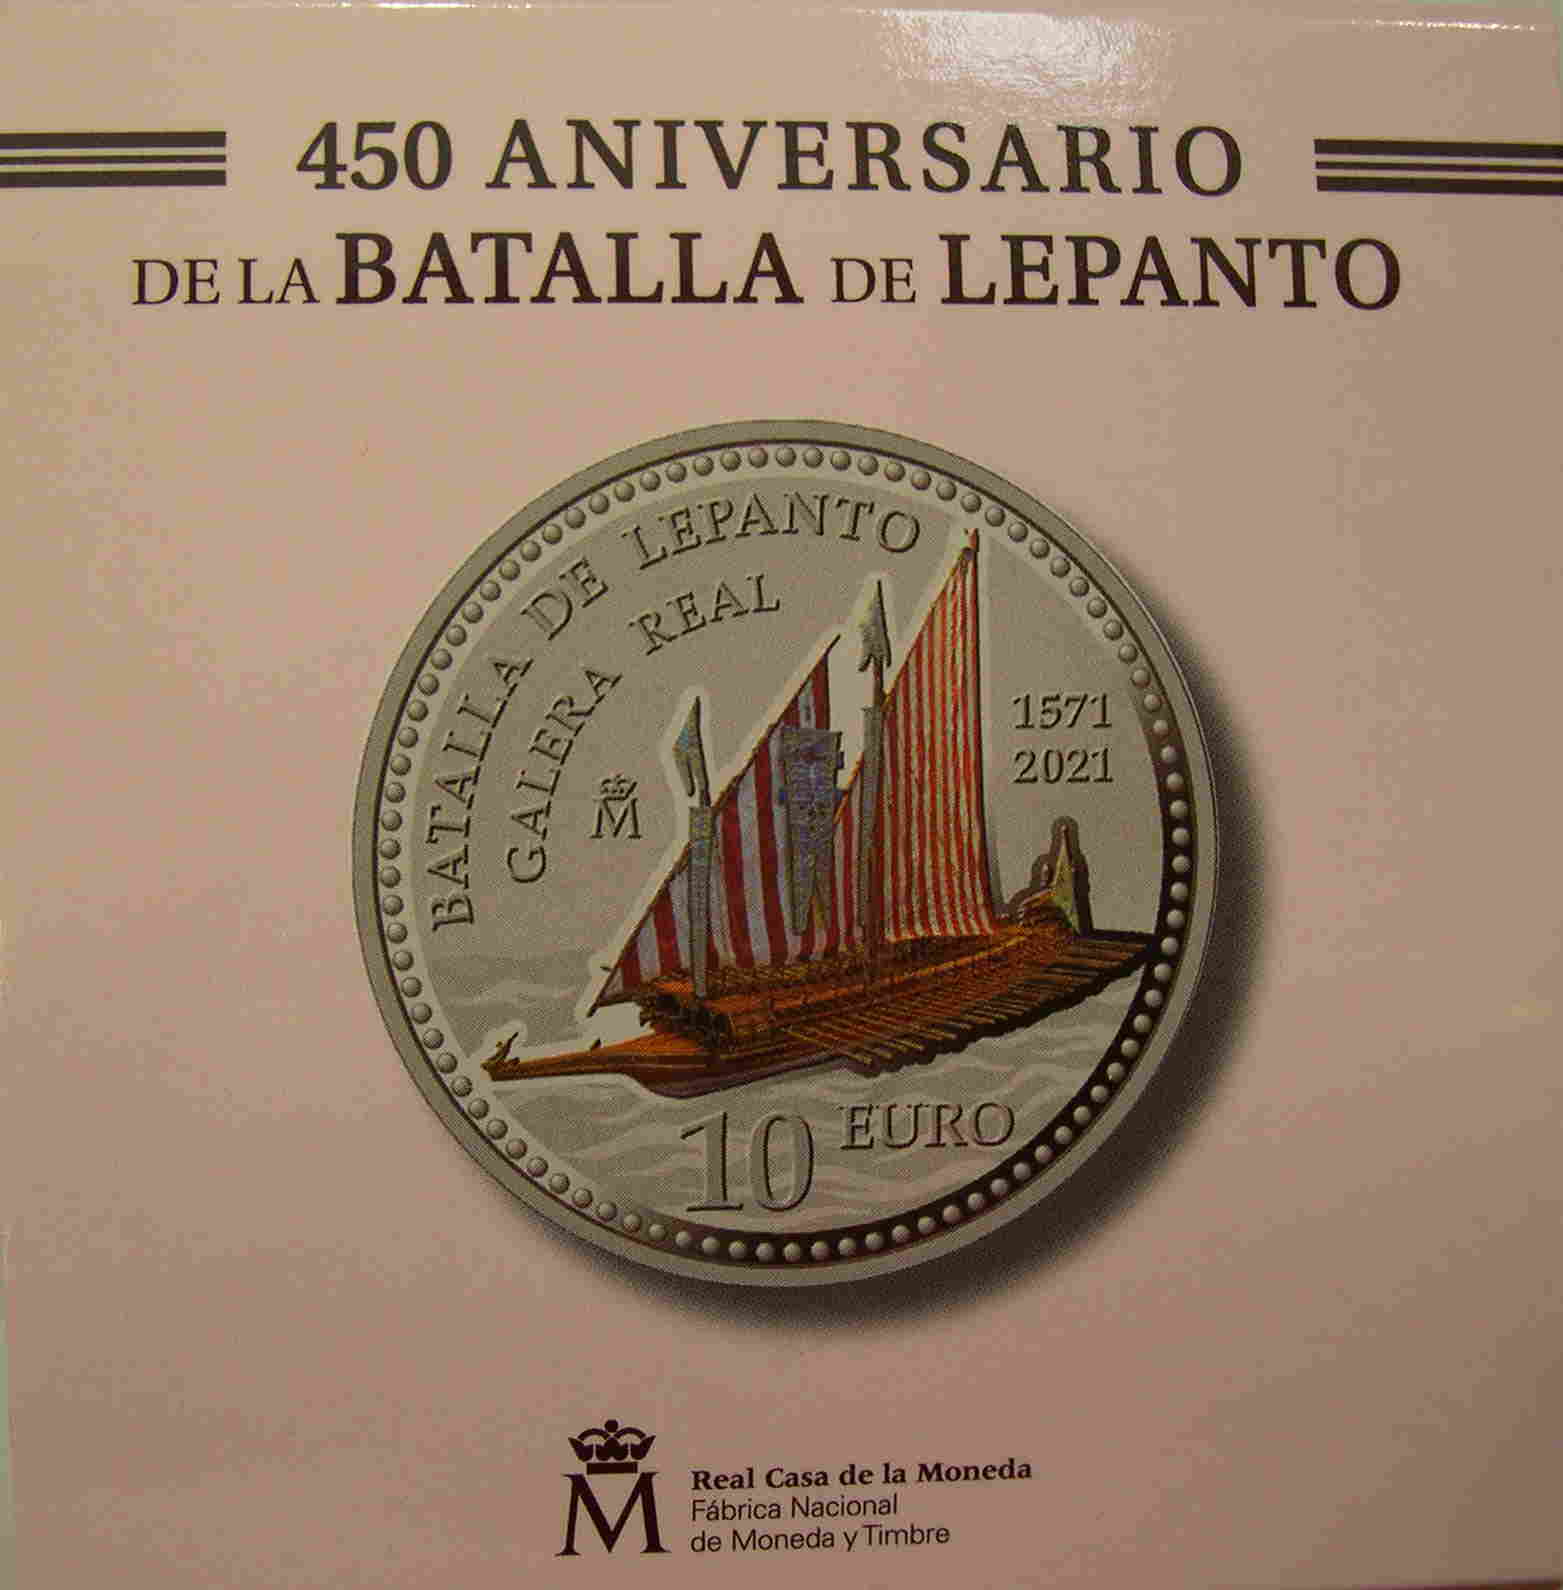 450 ANIVERSARIO
DE LA BATALLA DE LEPANTO
BATALLA DE LEPANTO
GALERA REAL
M
1571
2021
10 EURO
M
Real Casa de la Moneda
Fábrica Nacional
de Moneda y Timbre